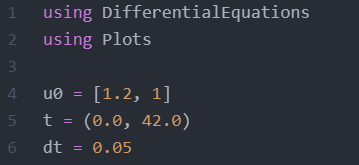 1 using DifferentialEquations
2 using Plots
3
4 u0 = [1.2, 1]
5 t = (0.0, 42.0)
6 dt = 0.05